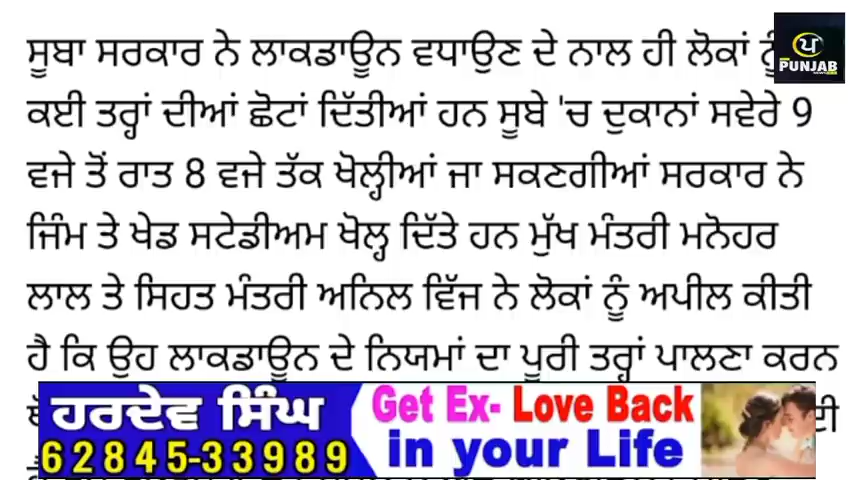 ਸੂਬਾ ਸਰਕਾਰ ਨੇ ਲਾਕਡਾਊਨ ਵਧਾਉਣ ਦੇ ਨਾਲ ਹੀ ਲੋਕਾਂ ਨੂੰ
ਪ
PUNJAB
ਕਈ ਤਰ੍ਹਾਂ ਦੀਆਂ ਛੋਟਾਂ ਦਿੱਤੀਆਂ ਹਨ ਸੂਬੇ 'ਚ ਦੁਕਾਨਾਂ ਸਵੇਰੇ 9
ਵਜੇ ਤੋਂ ਰਾਤ 8 ਵਜੇ ਤੱਕ ਖੋਲ੍ਹੀਆਂ ਜਾ ਸਕਣਗੀਆਂ ਸਰਕਾਰ ਨੇ
ਜਿੰਮ ਤੇ ਖੇਡ ਸਟੇਡੀਅਮ ਖੋਲ੍ਹ ਦਿੱਤੇ ਹਨ ਮੁੱਖ ਮੰਤਰੀ ਮਨੋਹਰ
ਲਾਲ ਤੇ ਸਿਹਤ ਮੰਤਰੀ ਅਨਿਲ ਵਿੱਜ ਨੇ ਲੋਕਾਂ ਨੂੰ ਅਪੀਲ ਕੀਤੀ
ਹੈ ਕਿ ਉਹ ਲਾਕਡਾਊਨ ਦੇ ਨਿਯਮਾਂ ਦਾ ਪੂਰੀ ਤਰ੍ਹਾਂ ਪਾਲਣਾ ਕਰਨ
ਹਰਦੇਵ ਸਿੰਘ
62845-33989
Get Ex- Love Back
in your Life